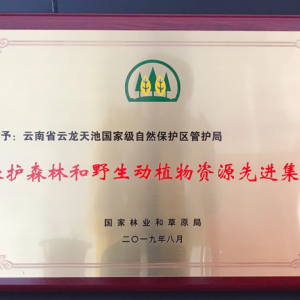 予：云南省云龙天池国家级自然保护区管护局
护森林和野生动植物资源先进集
国家林业和草原局
二〇一九年八月